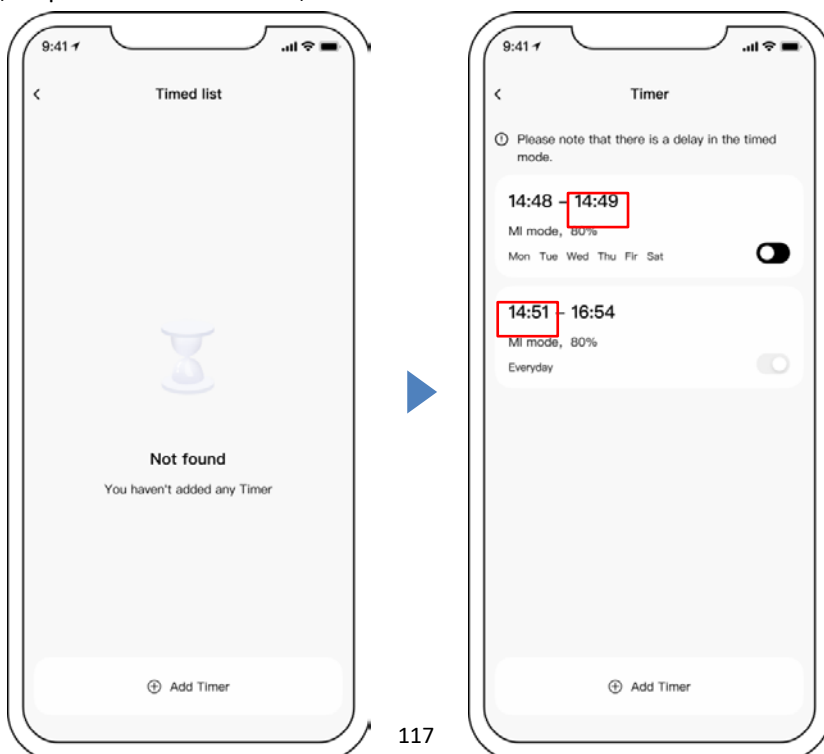 9:41
Timed list
Not found
You haven't added any Timer
Add Timer
117
9:41
Timer
Please note that there is a delay in the timed
mode.
14:48 – 14:49
MI mode, 80%
Mon Tue Wed Thu Fir Sat
14:51 – 16:54
MI mode, 80%
Everyday
Add Timer